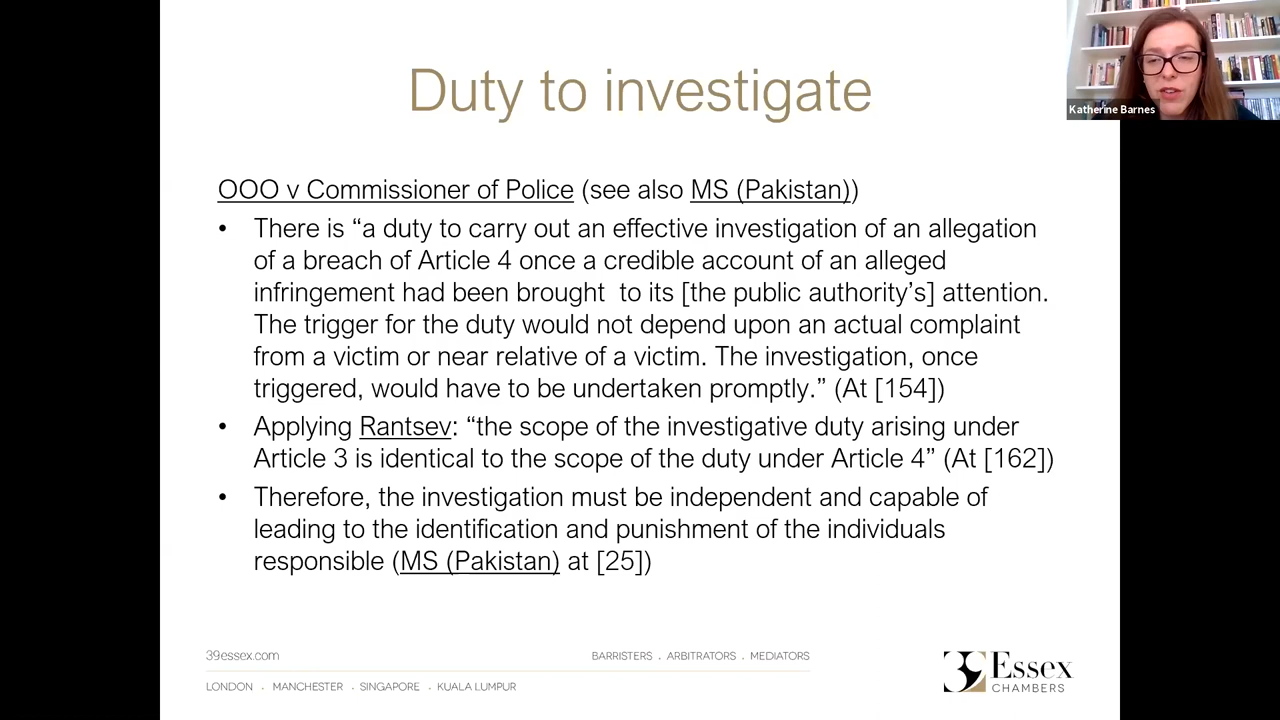 Duty to investigate
Katherine Barnes
OOO v Commissioner of Police (see also MS (Pakistan))
• There is “a duty to carry out an effective investigation of an allegation
of a breach of Article 4 once a credible account of an alleged
infringement had been brought  to its [the public authority’s] attention.
The trigger for the duty would not depend upon an actual complaint
from a victim or near relative of a victim. The investigation, once
triggered, would have to be undertaken promptly.” (At [154])
• Applying Rantsev: “the scope of the investigative duty arising under
Article 3 is identical to the scope of the duty under Article 4” (At [162])
• Therefore, the investigation must be independent and capable of
leading to the identification and punishment of the individuals
responsible (MS (Pakistan) at [25])
39essex.com
BARRISTERS . ARBITRATORS . MEDIATORS
LONDON . MANCHESTER . SINGAPORE . KUALA LUMPUR
39 Essex
CHAMBERS